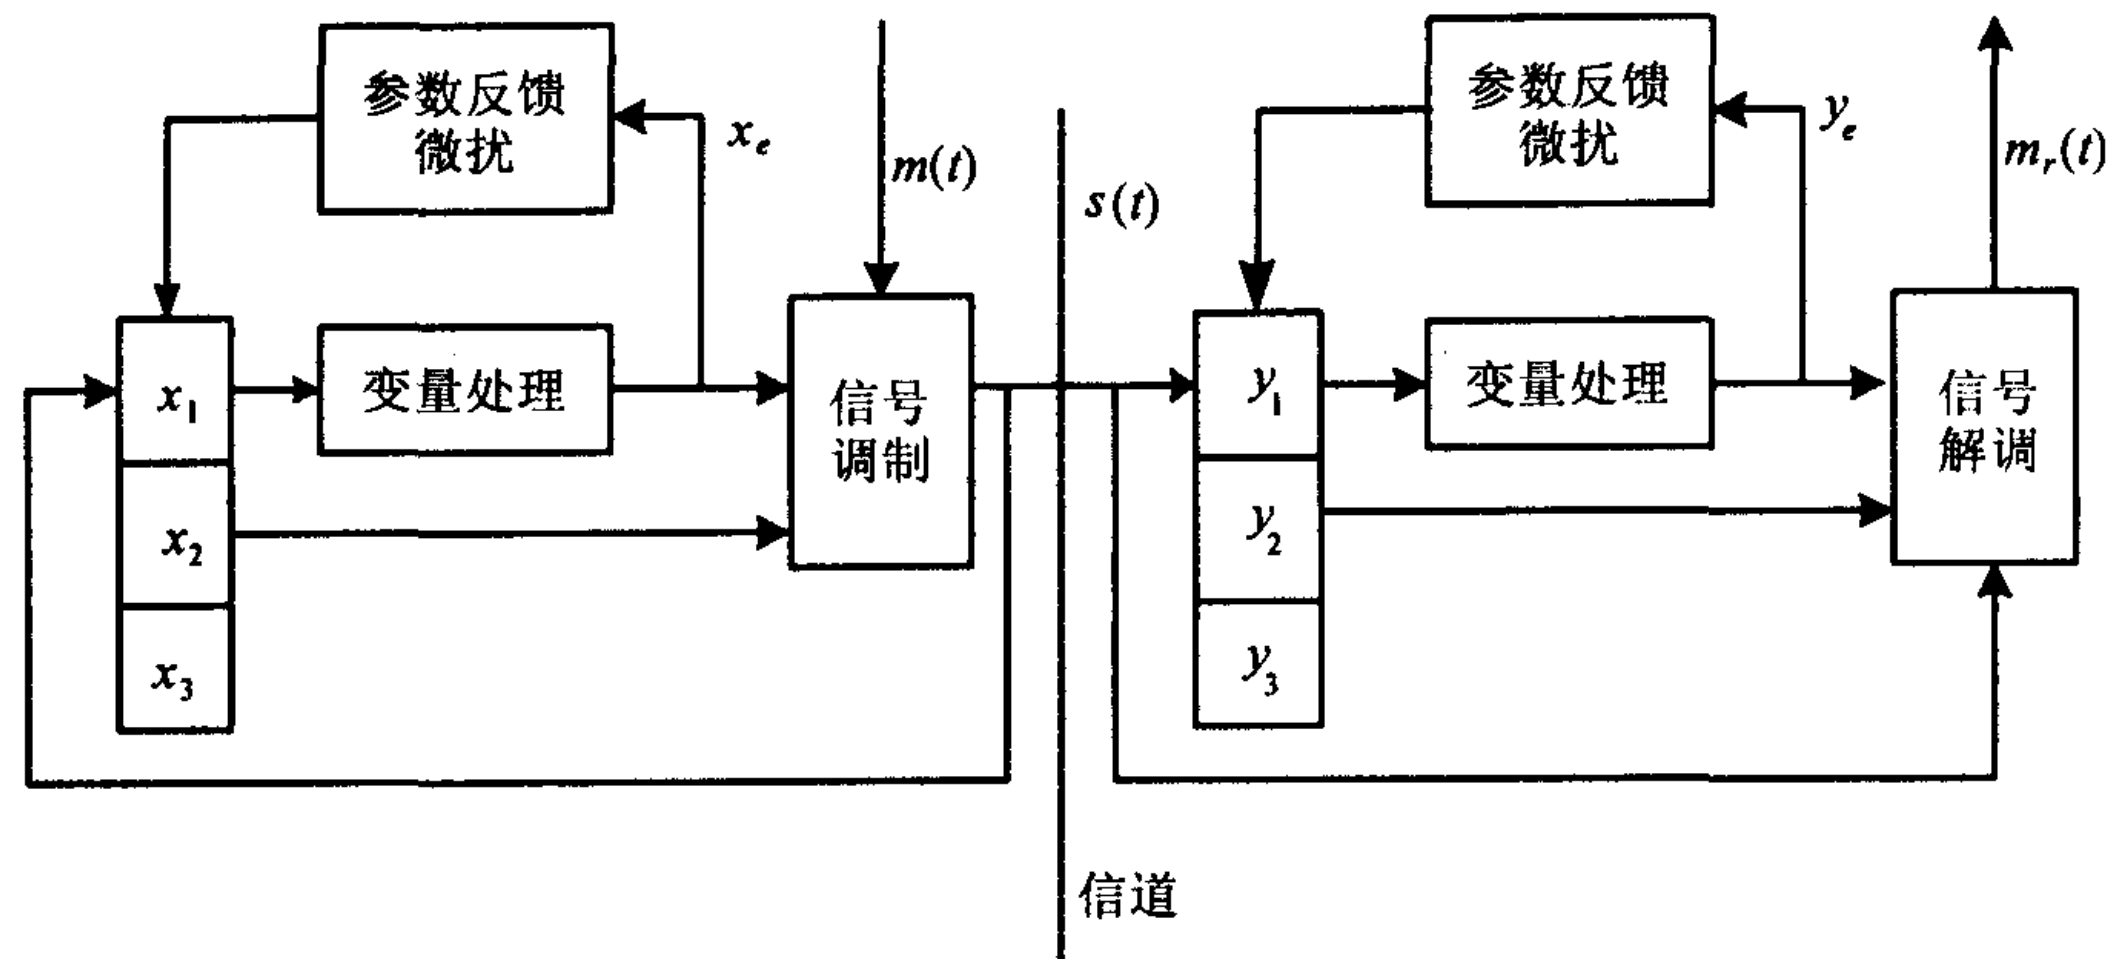 参数反馈
微扰
x_e
m(t)
s(t)
参数反馈
微扰
y_e
m_r(t)
x_1
变量处理
信号
调制
x_2
x_3
y_1
变量处理
信号
解调
y_2
y_3
信道